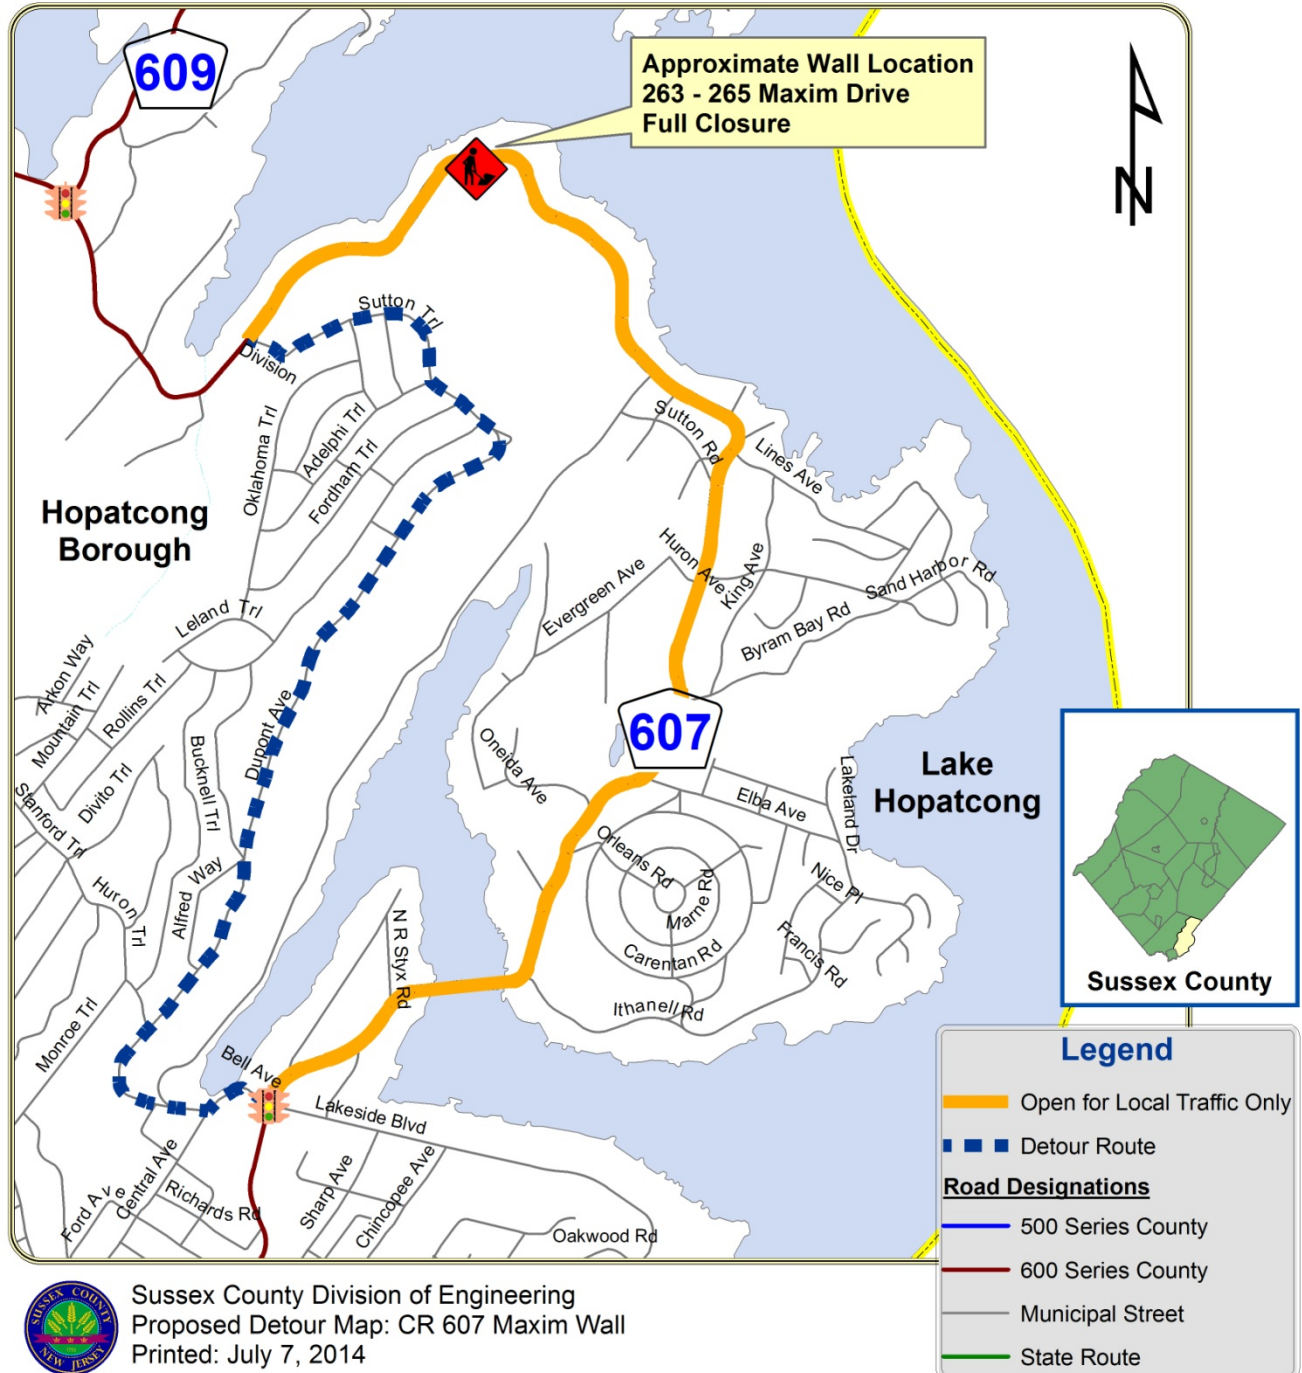 609
Approximate Wall Location
263 - 265 Maxim Drive
Full Closure
N
Sutton Trl
Division
Oklahoma Trl
Adelphi Trl
Fordham Trl
Sutton Rd
Lines Ave
Hopatcong
Borough
Huron Ave
King Ave
Evergreen Ave
Sand Harbor Rd
Byram Bay Rd
Leland Trl
Arkon Way
Mountain Trl
Rollins Trl
Dupont Ave
Bucknell Trl
Divito Trl
Stanford Trl
607
Oneida Ave
Lake
Hopatcong
Elba Ave
Lakeland Dr
Orleans Rd
Marne Rd
Nice Pl
Alfred Way
Huron Trl
N R Styx Rd
Carentan Rd
Francis Rd
Ithanell Rd
Monroe Trl
Bell Ave
Lakeside Blvd
Central Ave
Ford Ave
Richards Rd
Sharp Ave
Chincopee Ave
Oakwood Rd
Sussex County
Legend
Open for Local Traffic Only
Detour Route
Road Designations
500 Series County
600 Series County
Municipal Street
State Route
SUSSEX COUNTY
NEW JERSEY
Sussex County Division of Engineering
Proposed Detour Map: CR 607 Maxim Wall
Printed: July 7, 2014